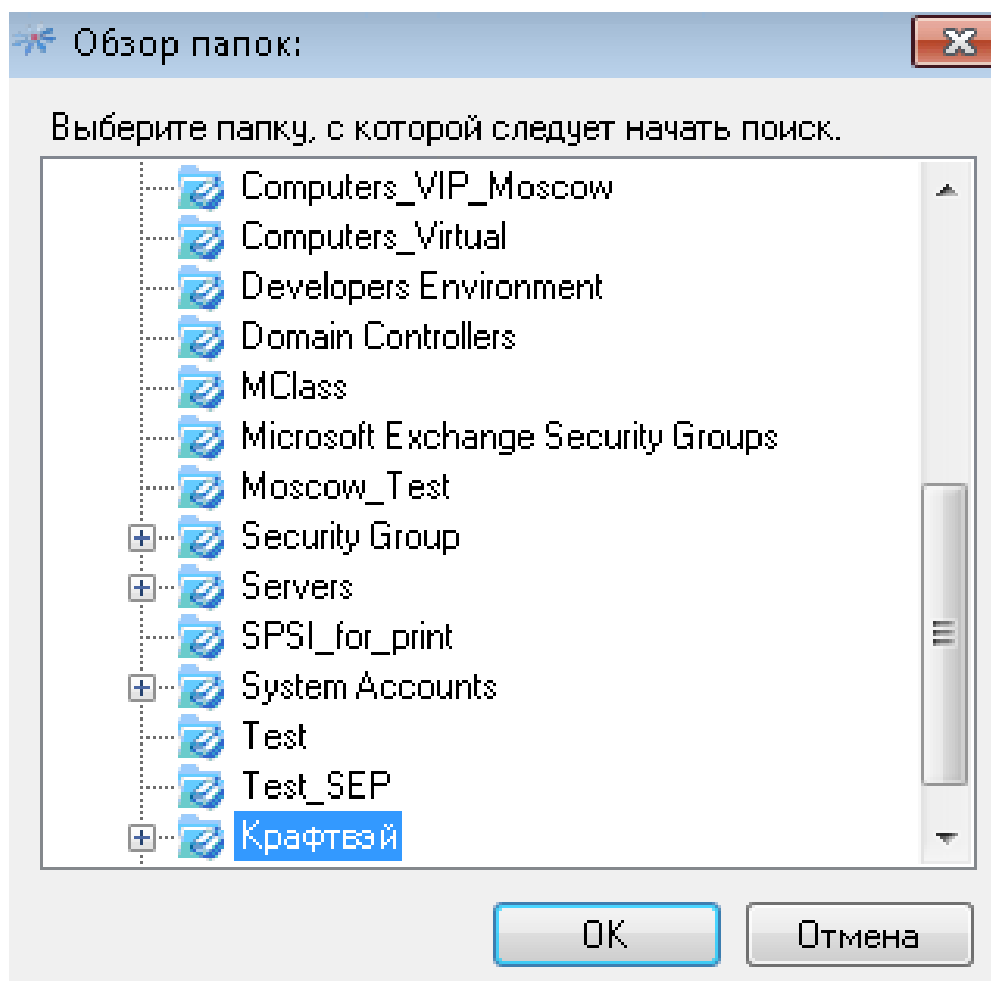 Обзор папок:
Выберите папку, с которой следует начать поиск.
Computers_VIP_Moscow
Computers_Virtual
Developers Environment
Domain Controllers
MClass
Microsoft Exchange Security Groups
Moscow_Test
Security Group
Servers
SPSI_for_print
System Accounts
Test
Test_SEP
Крафтвэй
OK Отмена